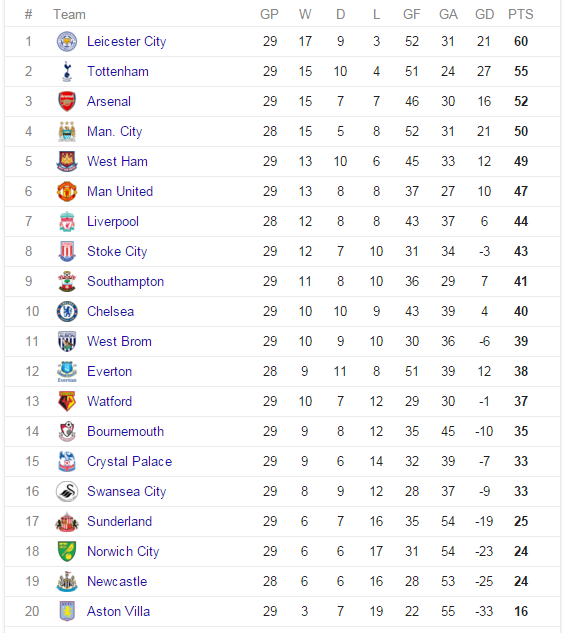 # Team GP W D L GF GA GD PTS
1 Leicester City 29 17 9 3 52 31 21 60
2 Tottenham 29 15 10 4 51 24 27 55
3 Arsenal 29 15 7 7 46 30 16 52
4 Man. City 28 15 5 8 52 31 21 50
5 West Ham 29 13 10 6 45 33 12 49
6 Man United 29 13 8 8 37 27 10 47
7 Liverpool 28 12 8 8 43 37 6 44
8 Stoke City 29 12 7 10 31 34 -3 43
9 Southampton 29 11 8 10 36 29 7 41
10 Chelsea 29 10 10 9 43 39 4 40
11 West Brom 29 10 9 10 30 36 -6 39
12 Everton 28 9 11 8 51 39 12 38
13 Watford 29 10 7 12 29 30 -1 37
14 Bournemouth 29 9 8 12 35 45 -10 35
15 Crystal Palace 29 9 6 14 32 39 -7 33
16 Swansea City 29 8 9 12 28 37 -9 33
17 Sunderland 29 6 7 16 35 54 -19 25
18 Norwich City 29 6 6 17 31 54 -23 24
19 Newcastle 28 6 6 16 28 53 -25 24
20 Aston Villa 29 3 7 19 22 55 -33 16